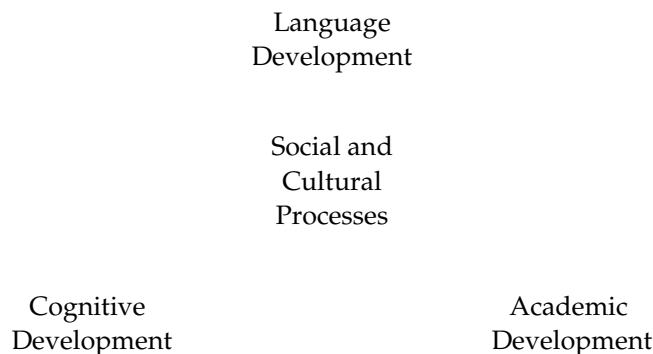 Language
Development
Social and
Cultural
Processes
Cognitive
Development
Academic
Development